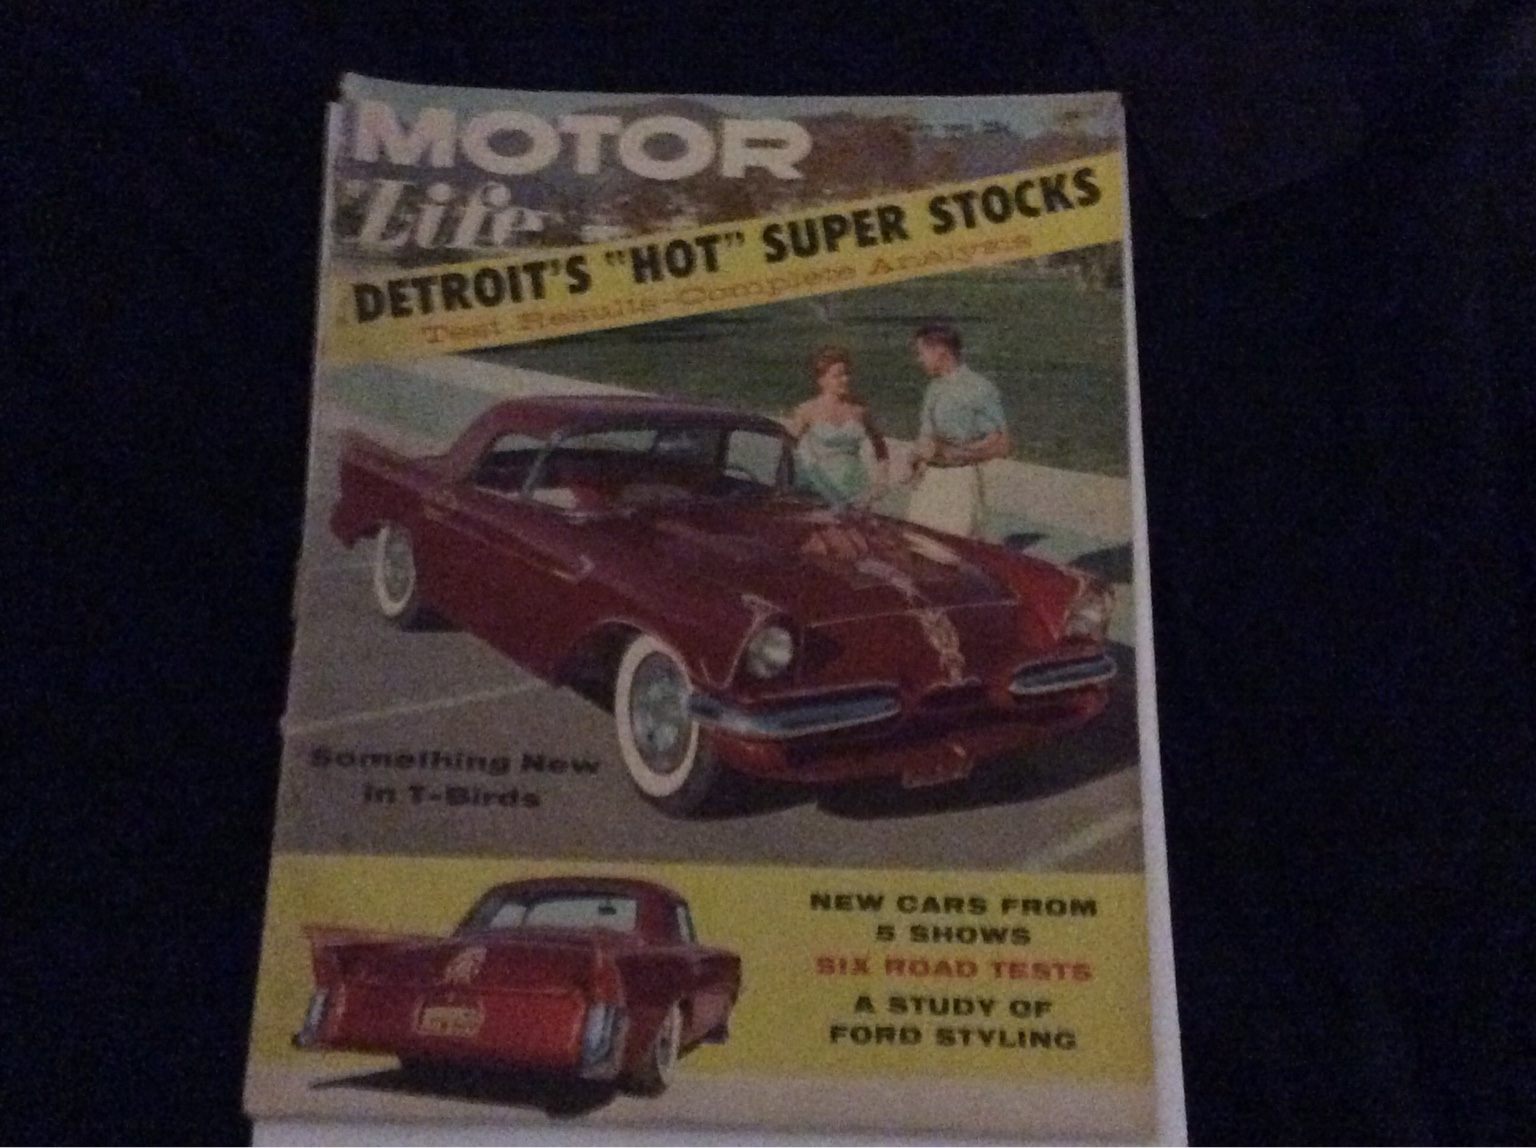 MOTOR
Life
DETROIT'S "HOT" SUPER STOCKS
Test Results-Complete Analysis
Something New
in T-Birds
NEW CARS FROM
5 SHOWS
SIX ROAD TESTS
A STUDY OF
FORD STYLING